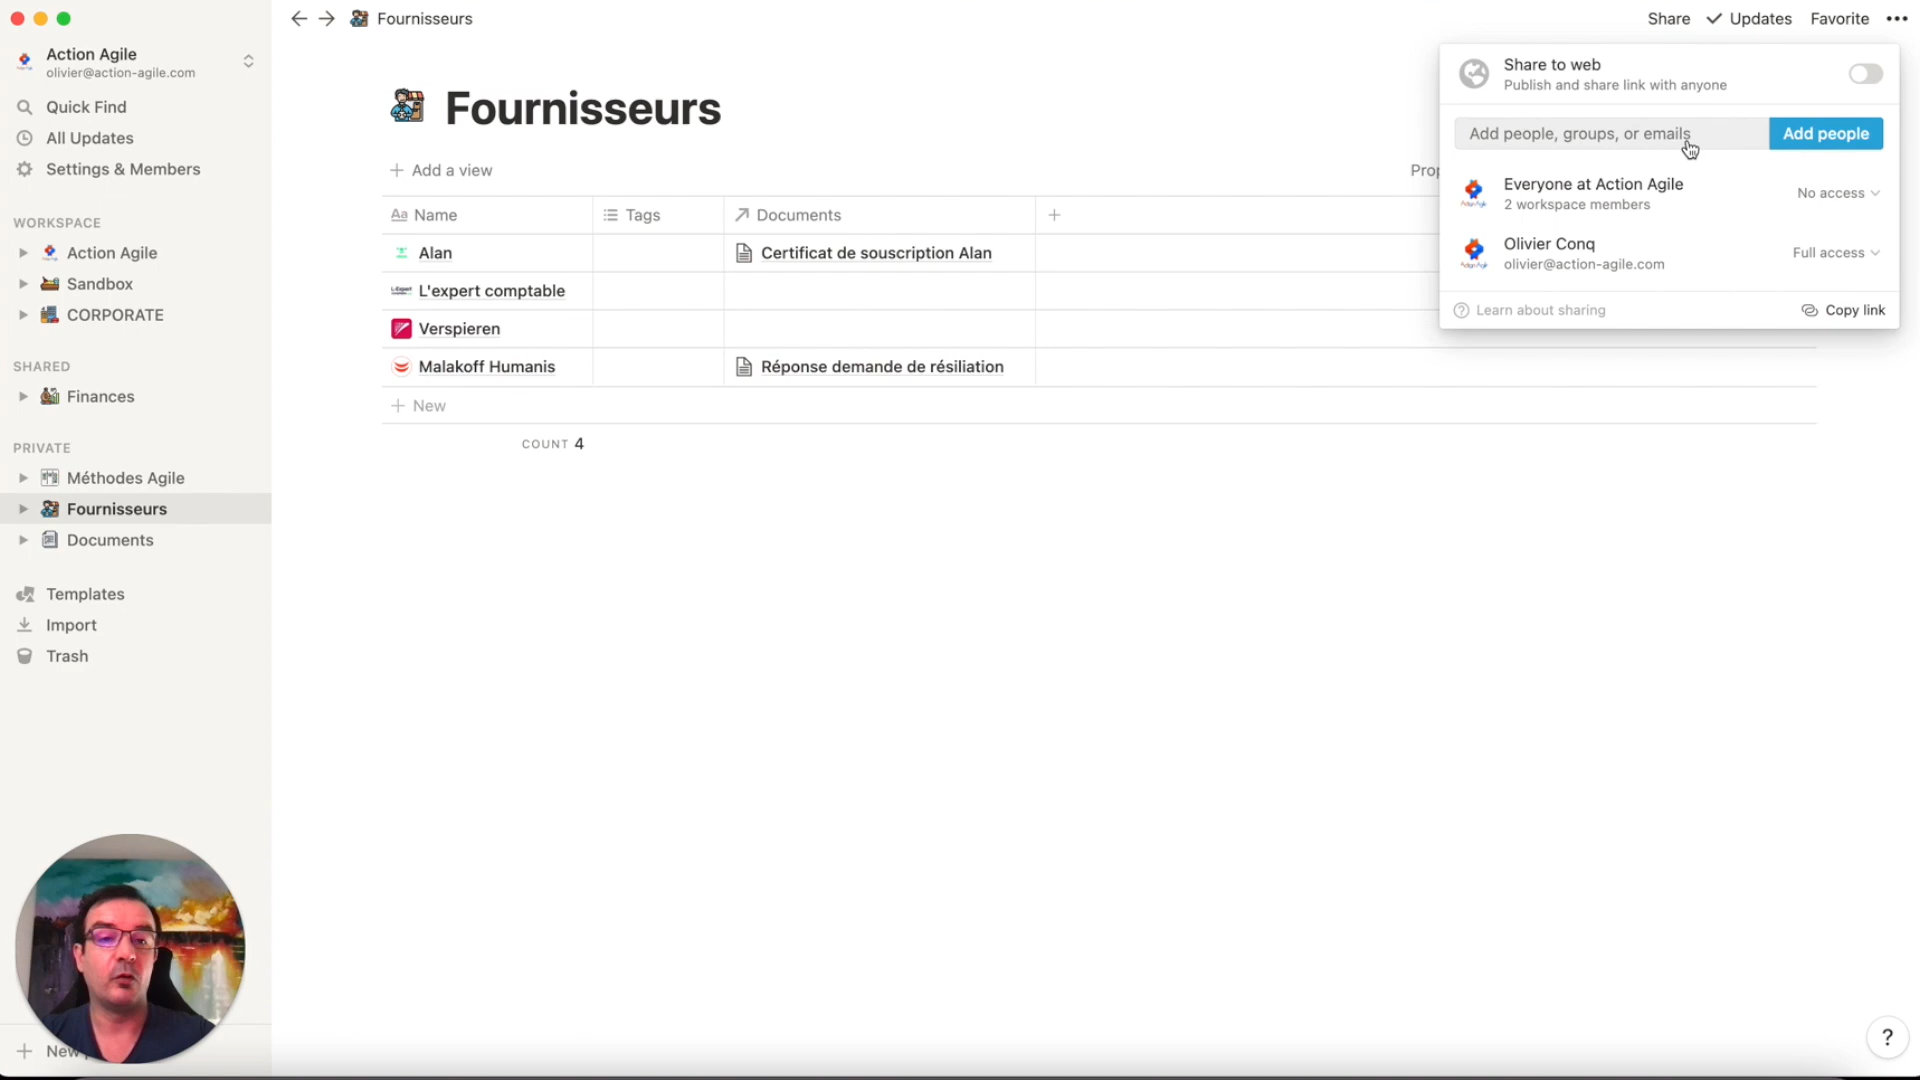 Action Agile
olivier@action-agile.com
Quick Find
All Updates
Settings & Members
WORKSPACE
Action Agile
Sandbox
CORPORATE
SHARED
Finances
PRIVATE
Méthodes Agile
Fournisseurs
Documents
Templates
Import
Trash
New
Fournisseurs
Share
Updates
Favorite
Fournisseurs
Add a view
Prop
Aa Name
Tags
Documents
Alan
Certificat de souscription Alan
L'expert comptable
Verspieren
Malakoff Humanis
Réponse demande de résiliation
New
COUNT 4
Share to web
Publish and share link with anyone
Add people, groups, or emails
Add people
Everyone at Action Agile
2 workspace members
No access
Olivier Conq
olivier@action-agile.com
Full access
Learn about sharing
Copy link
?